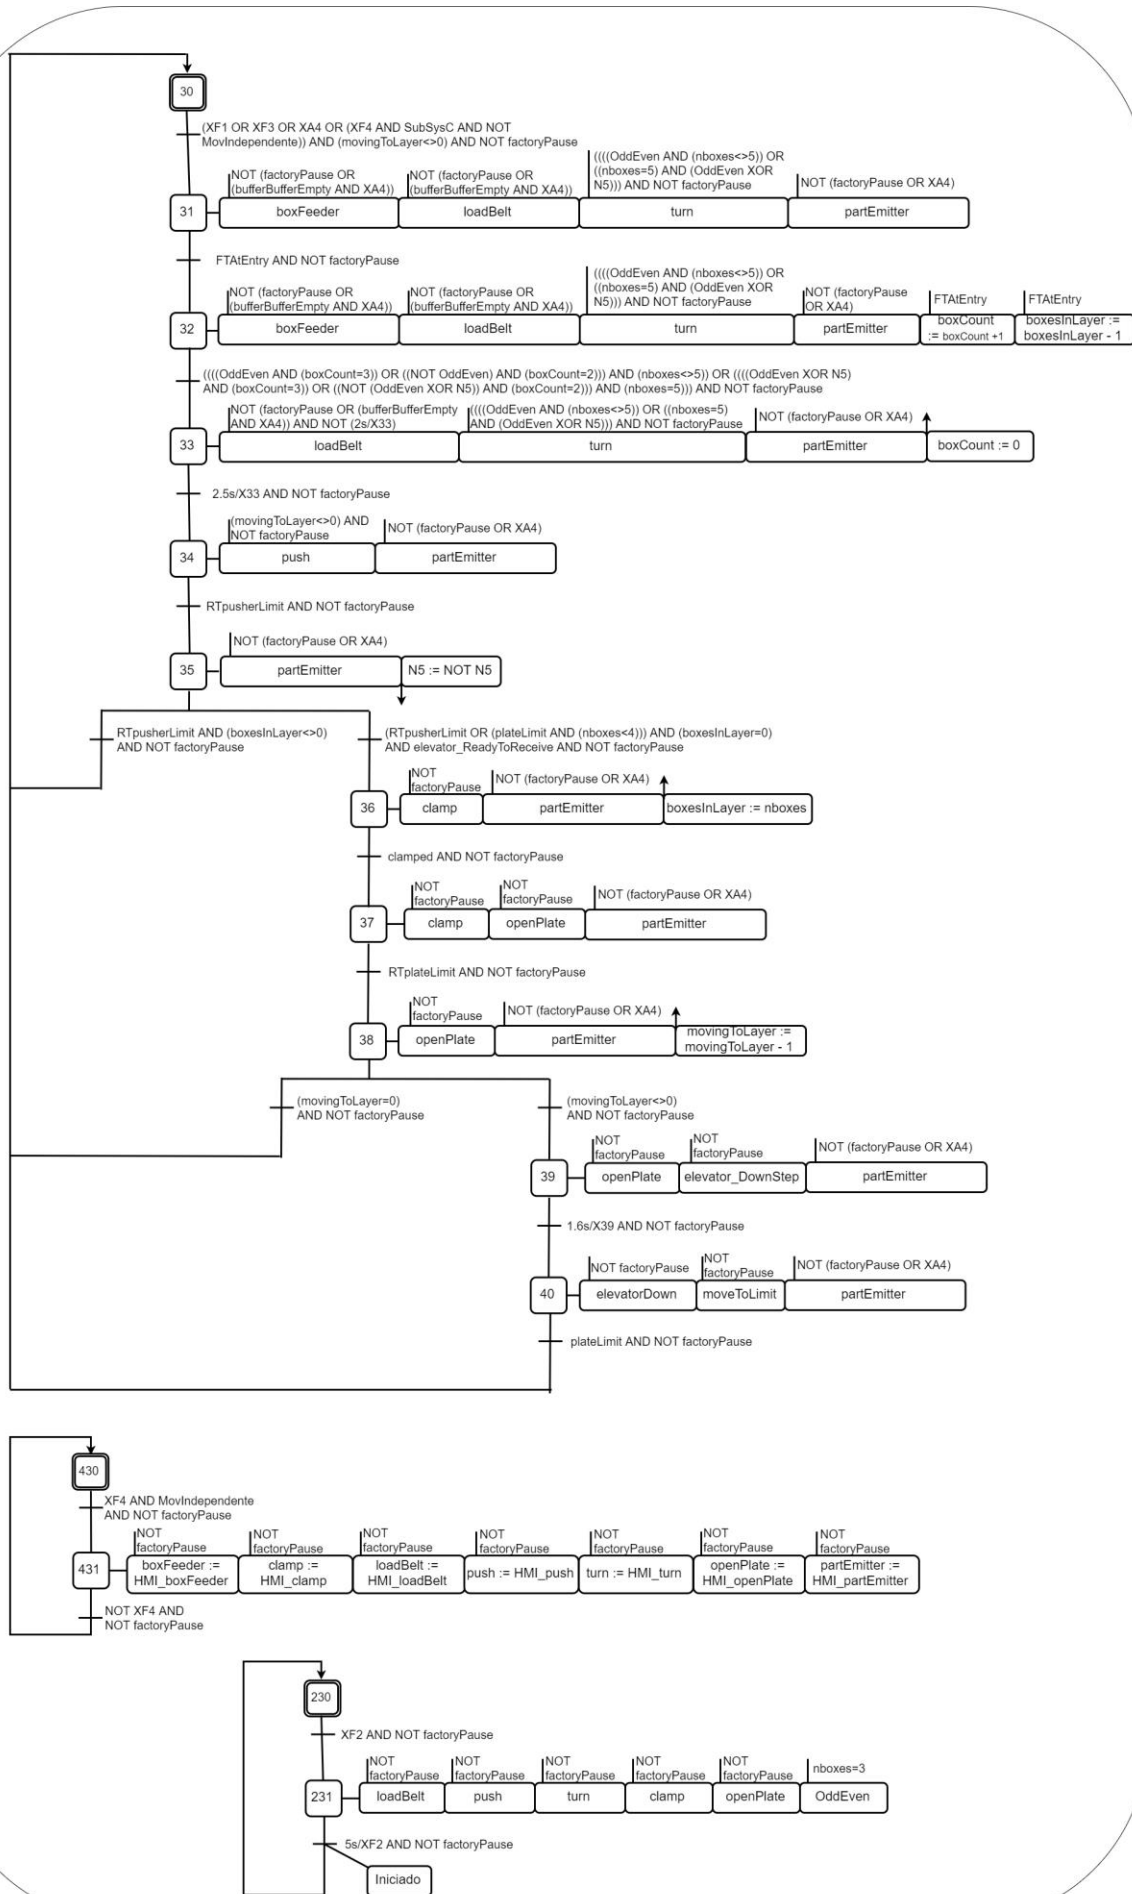 30
(XF1 OR XF3 OR XA4 OR (XF4 AND SubSysC AND NOT
MovIndependente)) AND (movingToLayer<>0) AND NOT factoryPause
NOT (factoryPause OR
(bufferBufferEmpty AND XA4))
NOT (factoryPause OR
(bufferBufferEmpty AND XA4))
((((OddEven AND (nboxes<>5)) OR
((nboxes=5) AND (OddEven XOR
N5))) AND NOT factoryPause
NOT (factoryPause OR XA4)
31
boxFeeder
loadBelt
turn
partEmitter
FTAtEntry AND NOT factoryPause
NOT (factoryPause OR
(bufferBufferEmpty AND XA4))
NOT (factoryPause OR
(bufferBufferEmpty AND XA4))
((((OddEven AND (nboxes<>5)) OR
((nboxes=5) AND (OddEven XOR
N5))) AND NOT factoryPause
NOT (factoryPause
OR XA4)
FTAtEntry
FTAtEntry
32
boxFeeder
loadBelt
turn
partEmitter
boxCount
:= boxCount +1
boxesInLayer :=
boxesInLayer - 1
((((OddEven AND (boxCount=3)) OR ((NOT OddEven) AND (boxCount=2))) AND (nboxes<>5)) OR ((((OddEven XOR N5)
AND (boxCount=3)) OR ((NOT (OddEven XOR N5)) AND (boxCount=2))) AND (nboxes=5))) AND NOT factoryPause
NOT (factoryPause OR (bufferBufferEmpty
AND XA4)) AND NOT (2s/X33)
((((OddEven AND (nboxes<>5)) OR ((nboxes=5)
AND (OddEven XOR N5))) AND NOT factoryPause
NOT (factoryPause OR XA4)
33
loadBelt
turn
partEmitter
boxCount := 0
2.5s/X33 AND NOT factoryPause
(movingToLayer<>0) AND
NOT factoryPause
NOT (factoryPause OR XA4)
34
push
partEmitter
RTpusherLimit AND NOT factoryPause
NOT (factoryPause OR XA4)
35
partEmitter
N5 := NOT N5
RTpusherLimit AND (boxesInLayer<>0)
AND NOT factoryPause
(RTpusherLimit OR (plateLimit AND (nboxes<4))) AND (boxesInLayer=0)
AND elevator_ReadyToReceive AND NOT factoryPause
NOT
factoryPause
NOT (factoryPause OR XA4)
36
clamp
partEmitter
boxesInLayer := nboxes
clamped AND NOT factoryPause
NOT
factoryPause
NOT
factoryPause
NOT (factoryPause OR XA4)
37
clamp
openPlate
partEmitter
RTplateLimit AND NOT factoryPause
NOT
factoryPause
NOT (factoryPause OR XA4)
38
openPlate
partEmitter
movingToLayer :=
movingToLayer - 1
(movingToLayer=0)
AND NOT factoryPause
(movingToLayer<>0)
AND NOT factoryPause
NOT
factoryPause
NOT
factoryPause
NOT (factoryPause OR XA4)
39
openPlate
elevator_DownStep
partEmitter
1.6s/X39 AND NOT factoryPause
NOT factoryPause
NOT
factoryPause
NOT (factoryPause OR XA4)
40
elevatorDown
moveToLimit
partEmitter
plateLimit AND NOT factoryPause
430
XF4 AND MovIndependente
AND NOT factoryPause
NOT
factoryPause
NOT
factoryPause
NOT
factoryPause
NOT
factoryPause
NOT
factoryPause
NOT
factoryPause
NOT
factoryPause
431
boxFeeder :=
HMI_boxFeeder
clamp :=
HMI_clamp
loadBelt :=
HMI_loadBelt
push := HMI_push
turn := HMI_turn
openPlate :=
HMI_openPlate
partEmitter :=
HMI_partEmitter
NOT XF4 AND
NOT factoryPause
230
XF2 AND NOT factoryPause
NOT
factoryPause
NOT
factoryPause
NOT
factoryPause
NOT
factoryPause
NOT
factoryPause
nboxes=3
231
loadBelt
push
turn
clamp
openPlate
OddEven
5s/XF2 AND NOT factoryPause
Iniciado